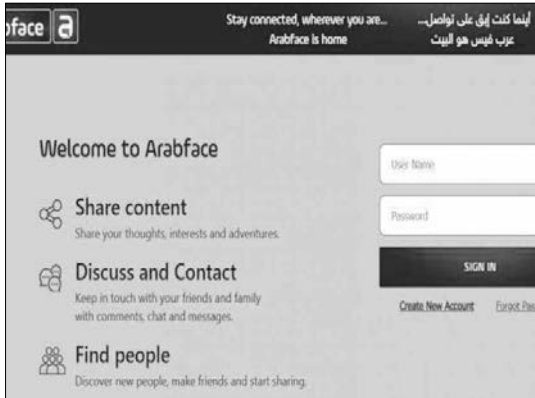 face a
Stay connected, wherever you are...
Arabface is home
أينما كنت إبق على تواصل...
عرب فيس هو البيت
Welcome to Arabface
User Name
Password
Share content
Share your thoughts, interests and adventures.
SIGN IN
Discuss and Contact
Keep in touch with your friends and family
with comments, chat and messages.
Create New Account
Forgot Pas
Find people
Discover new people, make friends and start sharing.